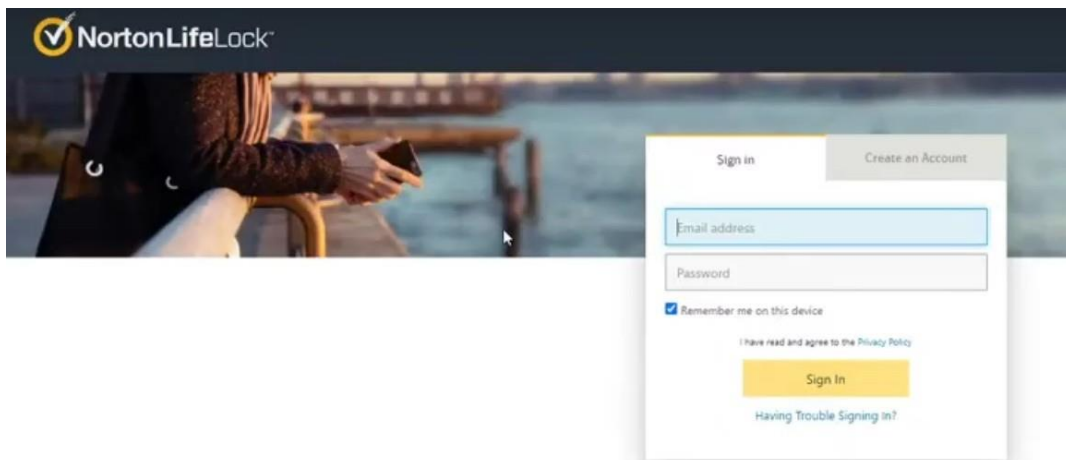 NortonLifeLock
Sign in
Create an Account
Email address
Password
Remember me on this device
I have read and agree to the Privacy Policy
Sign In
Having Trouble Signing In?